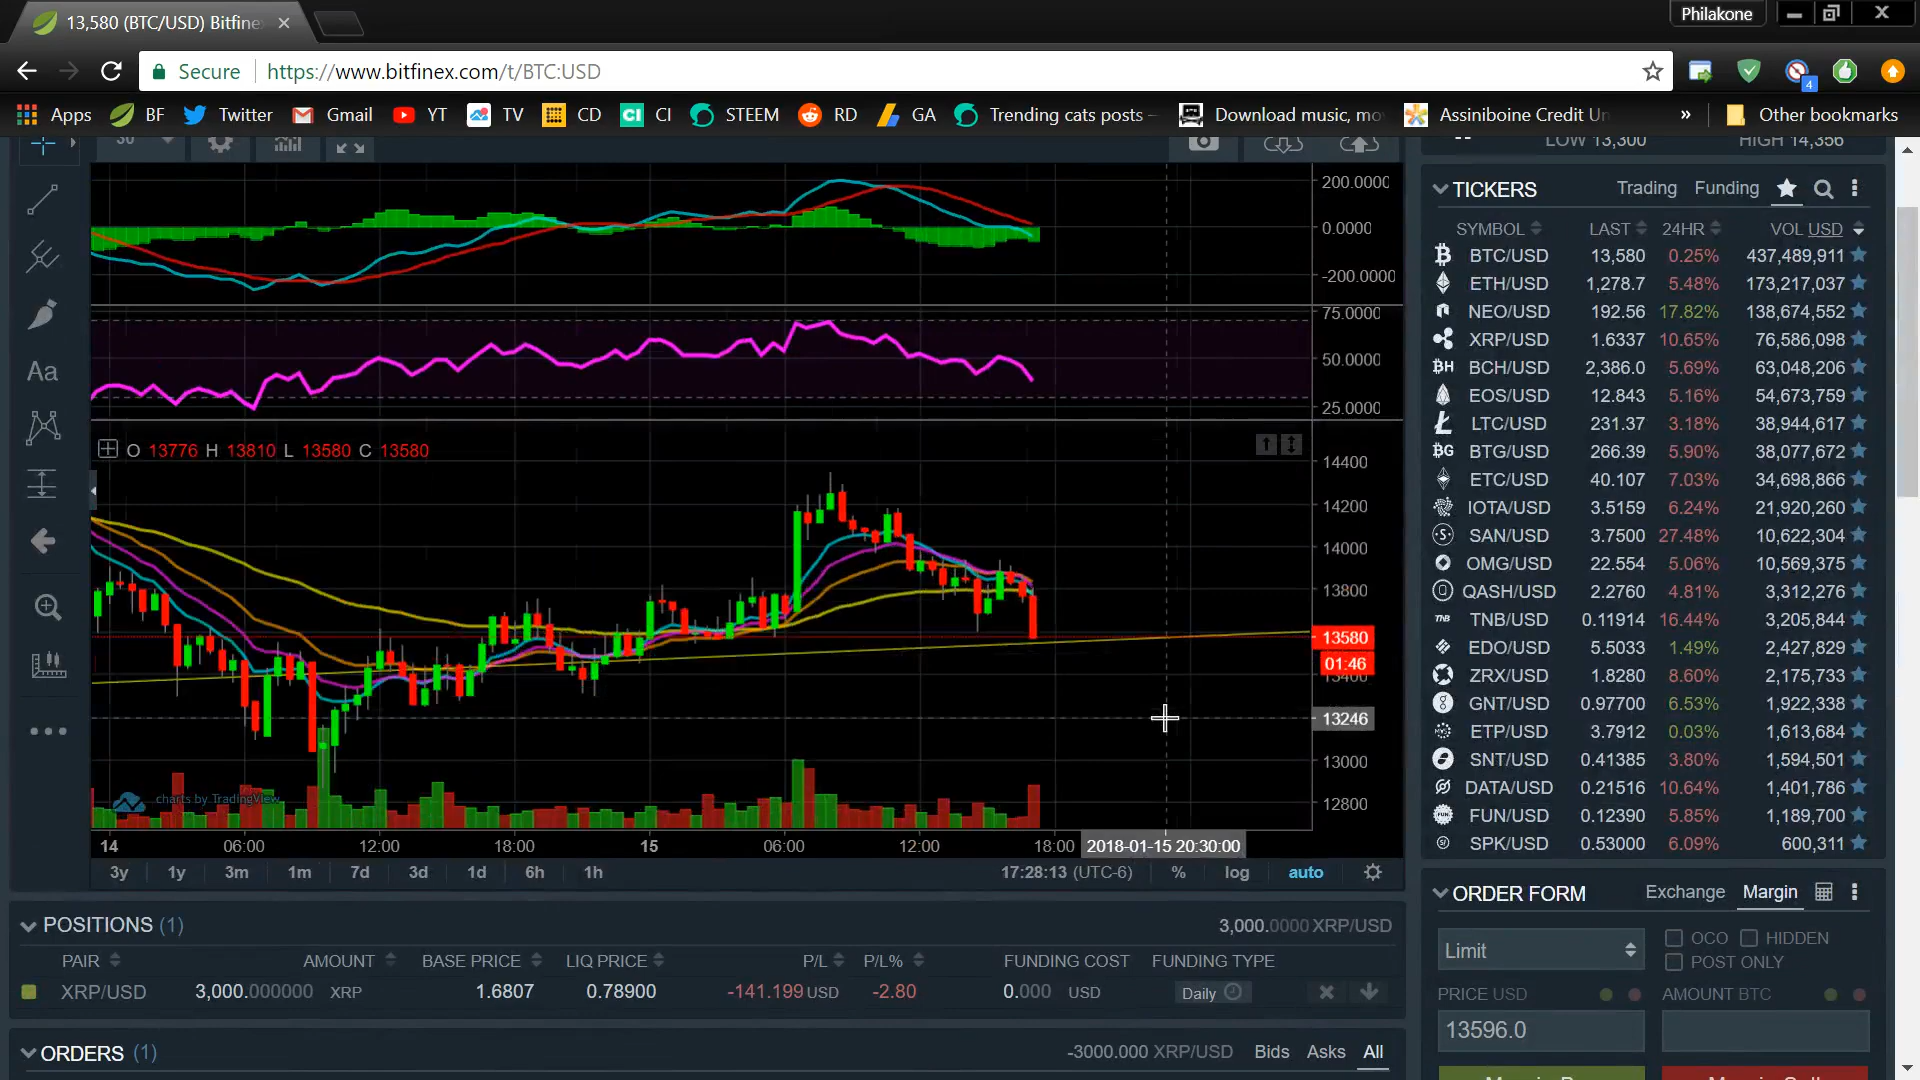 13,580 (BTC/USD) Bitfine
Philakone
Secure https://www.bitfinex.com/t/BTC:USD
4
Apps BF Twitter Gmail YT TV CD CI STEEM RD GA Trending cats posts Download music, mo Assiniboine Credit Un » Other bookmarks
30
LOW 13,300 HIGH 14,356
TICKERS Trading Funding
SYMBOL LAST 24HR VOL USD
BTC/USD 13,580 0.25% 437,489,911
ETH/USD 1,278.7 5.48% 173,217,037
NEO/USD 192.56 17.82% 138,674,552
XRP/USD 1.6337 10.65% 76,586,098
BCH/USD 2,386.0 5.69% 63,048,206
EOS/USD 12.843 5.16% 54,673,759
LTC/USD 231.37 3.18% 38,944,617
BTG/USD 266.39 5.90% 38,077,672
ETC/USD 40.107 7.03% 34,698,866
IOTA/USD 3.5159 6.24% 21,920,260
SAN/USD 3.7500 27.48% 10,622,304
OMG/USD 22.554 5.06% 10,569,375
QASH/USD 2.2760 4.81% 3,312,276
TNB/USD 0.11914 16.44% 3,205,844
EDO/USD 5.5033 1.49% 2,427,829
ZRX/USD 1.8280 8.60% 2,175,733
GNT/USD 0.97700 6.53% 1,922,338
ETP/USD 3.7912 0.03% 1,613,684
SNT/USD 0.41385 3.80% 1,594,501
DATA/USD 0.21516 10.64% 1,401,786
FUN/USD 0.12390 5.85% 1,189,700
SPK/USD 0.53000 6.09% 600,311
200.0000
0.0000
-200.0000
75.0000
50.0000
25.0000
Aa
O 13776 H 13810 L 13580 C 13580
14400
14200
14000
13800
13580
01:46
13400
13246
13000
12800
charts by TradingView
14 06:00 12:00 18:00 15 06:00 12:00 18:00 2018-01-15 20:30:00
3y 1y 3m 1m 7d 3d 1d 6h 1h 17:28:13 (UTC-6) % log auto
POSITIONS (1) 3,000.0000 XRP/USD
PAIR AMOUNT BASE PRICE LIQ PRICE P/L P/L% FUNDING COST FUNDING TYPE
XRP/USD 3,000.000000 XRP 1.6807 0.78900 -141.199 USD -2.80 0.000 USD Daily
ORDERS (1) -3000.000 XRP/USD Bids Asks All
ORDER FORM Exchange Margin
Limit OCO HIDDEN
POST ONLY
PRICE USD AMOUNT BTC
13596.0